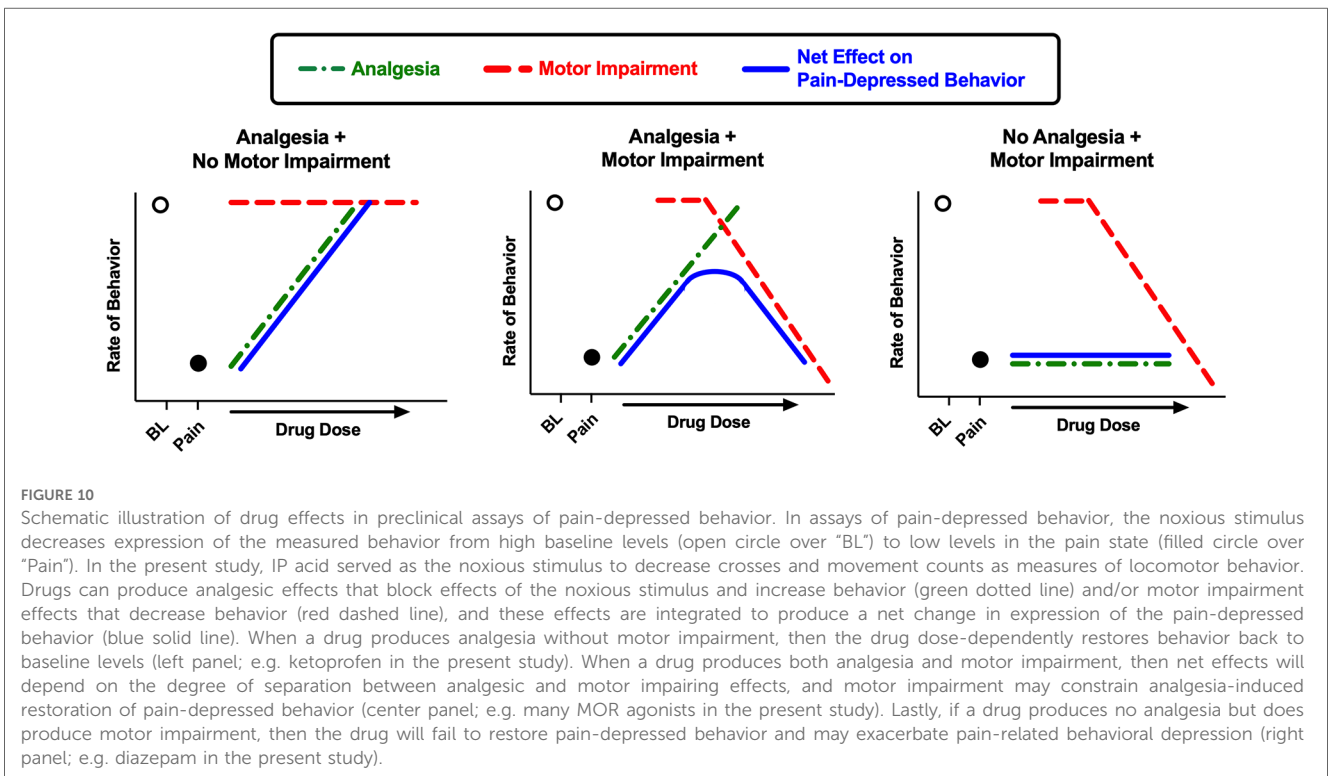 Analgesia
Motor Impairment
Net Effect on
Pain-Depressed Behavior
Analgesia +
No Motor Impairment
Rate of Behavior
BL
Pain
Drug Dose
Analgesia +
Motor Impairment
Rate of Behavior
BL
Pain
Drug Dose
No Analgesia +
Motor Impairment
Rate of Behavior
BL
Pain
Drug Dose
FIGURE 10
Schematic illustration of drug effects in preclinical assays of pain-depressed behavior. In assays of pain-depressed behavior, the noxious stimulus
decreases expression of the measured behavior from high baseline levels (open circle over “BL”) to low levels in the pain state (filled circle over
“Pain”). In the present study, IP acid served as the noxious stimulus to decrease crosses and movement counts as measures of locomotor behavior.
Drugs can produce analgesic effects that block effects of the noxious stimulus and increase behavior (green dotted line) and/or motor impairment
effects that decrease behavior (red dashed line), and these effects are integrated to produce a net change in expression of the pain-depressed
behavior (blue solid line). When a drug produces analgesia without motor impairment, then the drug dose-dependently restores behavior back to
baseline levels (left panel; e.g. ketoprofen in the present study). When a drug produces both analgesia and motor impairment, then net effects will
depend on the degree of separation between analgesic and motor impairing effects, and motor impairment may constrain analgesia-induced
restoration of pain-depressed behavior (center panel; e.g. many MOR agonists in the present study). Lastly, if a drug produces no analgesia but does
produce motor impairment, then the drug will fail to restore pain-depressed behavior and may exacerbate pain-related behavioral depression (right
panel; e.g. diazepam in the present study).